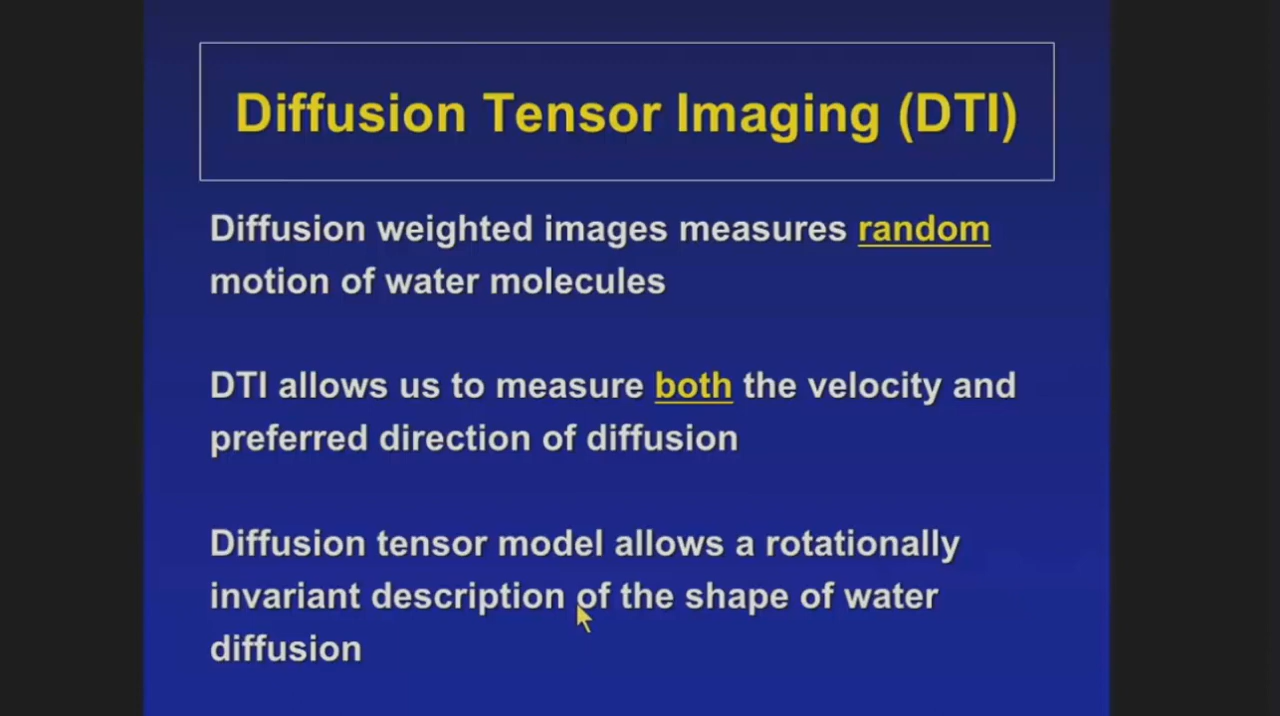 Diffusion Tensor Imaging (DTI)
Diffusion weighted images measures random
motion of water molecules
DTI allows us to measure both the velocity and
preferred direction of diffusion
Diffusion tensor model allows a rotationally
invariant description of the shape of water
diffusion